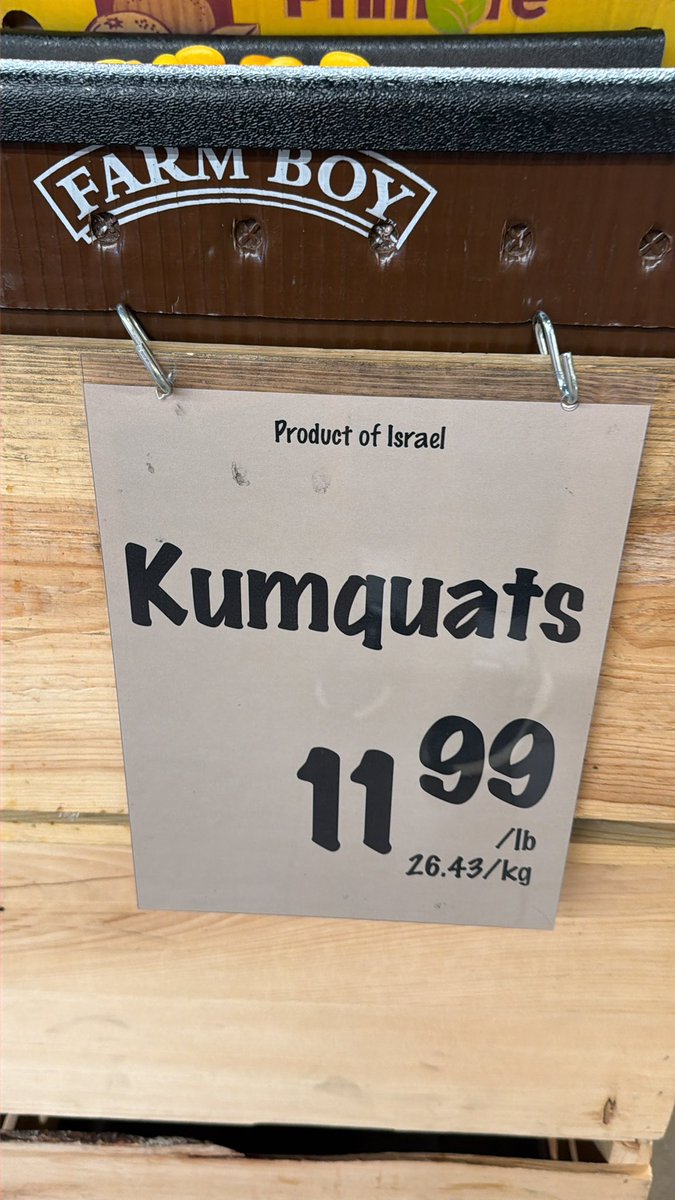 FARM BOY
Product of Israel
Kumquats
11 99
/lb
26.43/kg